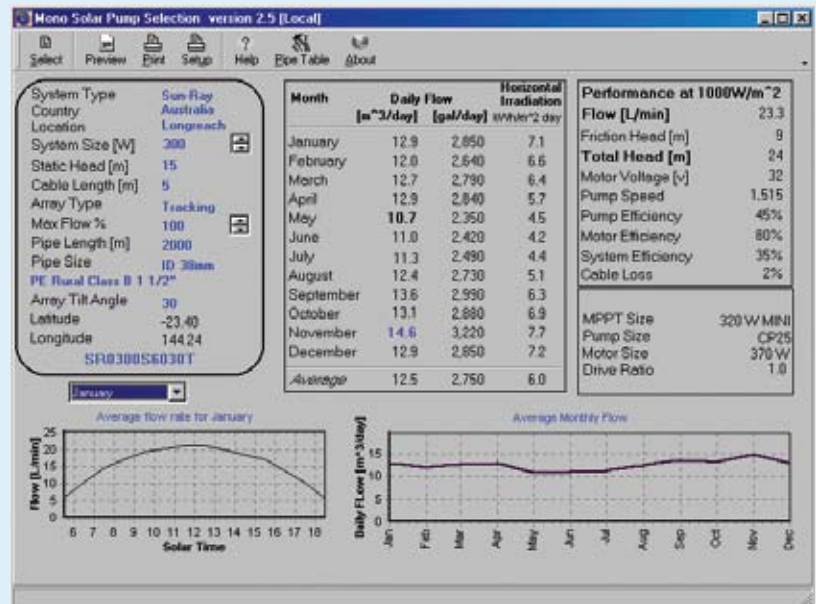 Mono Solar Pump Selection version 2.5 [Local]
Select Preview Print Setup Help Pipe Table About
System Type Sun-Ray
Country Australia
Location Longreach
System Size [W] 300
Static Head [m] 15
Cable Length [m] 5
Array Type Tracking
Max Flow % 100
Pipe Length [m] 2000
Pipe Size ID 38mm
PE Rural Class B 1 1/2"
Array Tilt Angle 30
Latitude -23.40
Longitude 144.24
SR0300S6030T
January
Month Daily Flow Horizontal Irradiation
[m^3/day] [gal/day] kWh/m^2 day
January 12.9 2,850 7.1
February 12.0 2,640 6.6
March 12.7 2,790 6.4
April 12.9 2,840 5.7
May 10.7 2,350 4.5
June 11.0 2,420 4.2
July 11.3 2,490 4.4
August 12.4 2,730 5.1
September 13.6 2,990 6.3
October 13.1 2,880 6.9
November 14.6 3,220 7.7
December 12.9 2,850 7.2
Average 12.5 2,750 6.0
Performance at 1000W/m^2
Flow [L/min] 23.3
Friction Head [m] 9
Total Head [m] 24
Motor Voltage [v] 32
Pump Speed 1,515
Pump Efficiency 45%
Motor Efficiency 80%
System Efficiency 35%
Cable Loss 2%
MPPT Size 320 W MINI
Pump Size CP25
Motor Size 370 W
Drive Ratio 1.0
Average flow rate for January
Flow [L/min]
25
20
15
10
5
0
6 7 8 9 10 11 12 13 14 15 16 17 18
Solar Time
Average Monthly Flow
Daily FLow [m^3/day]
15
10
5
0
Jan Feb Mar Apr May Jun Jul Aug Sep Oct Nov Dec